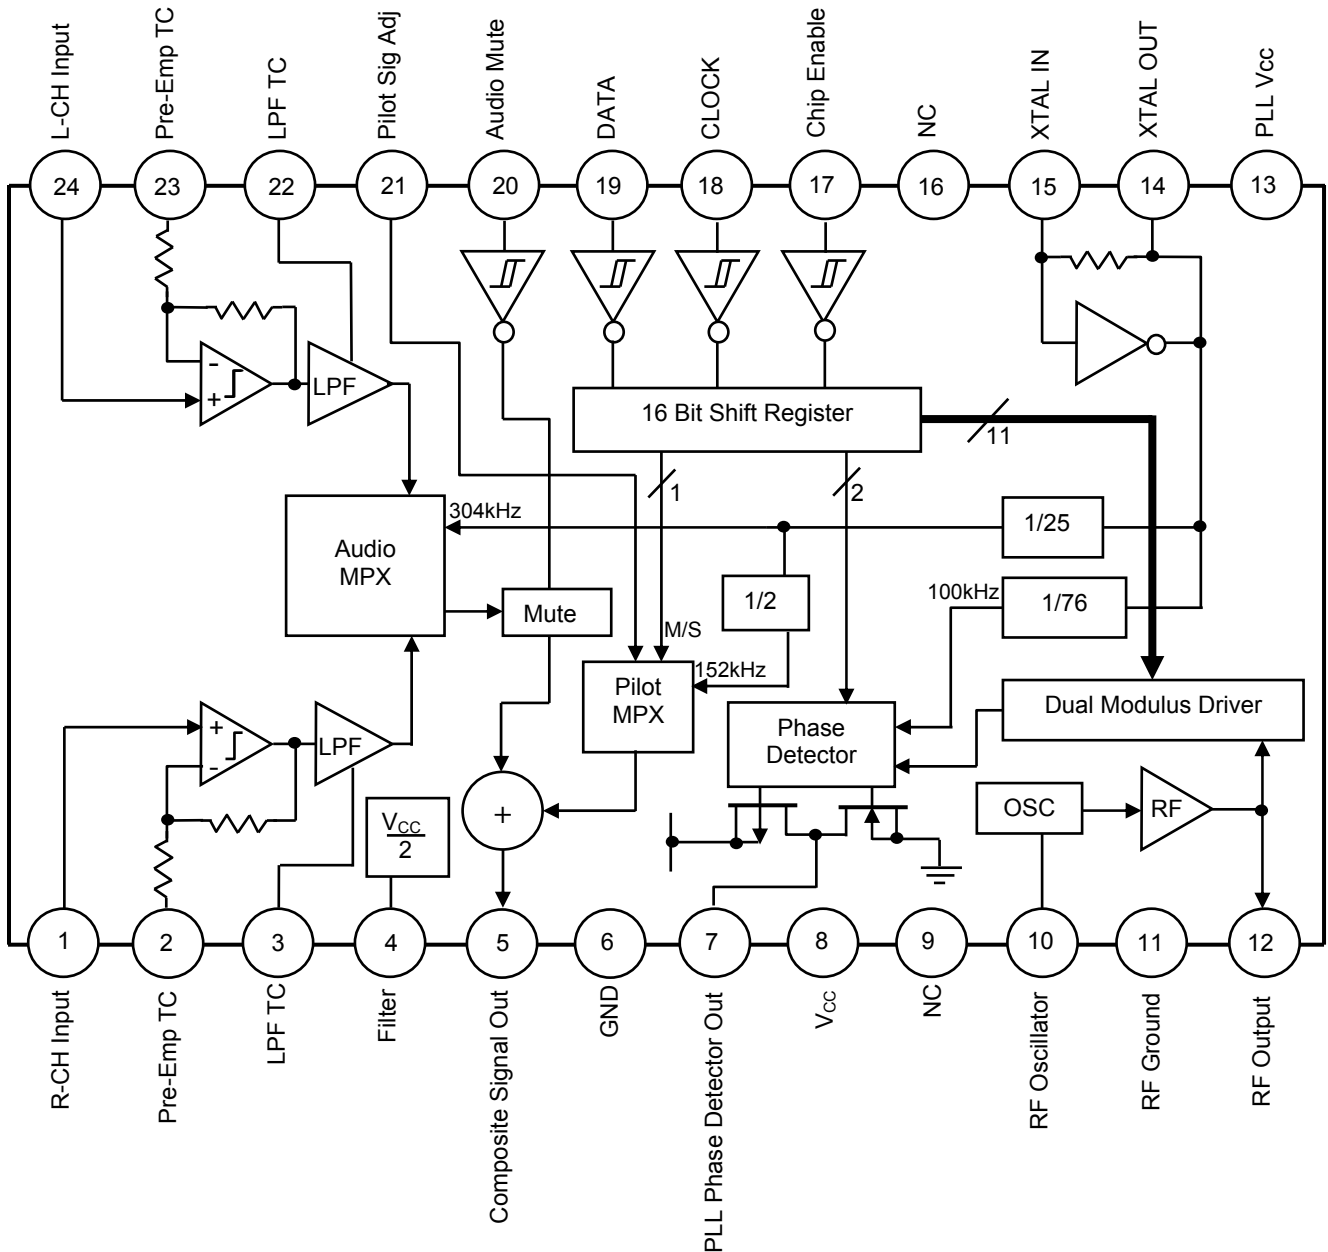 L-CH Input
Pre-Emp TC
LPF TC
Pilot Sig Adj
Audio Mute
DATA
CLOCK
Chip Enable
NC
XTAL IN
XTAL OUT
PLL Vcc
24
23
22
21
20
19
18
17
16
15
14
13
-
+
LPF
16 Bit Shift Register
11
1
2
304kHz
1/25
Audio
MPX
1/2
100kHz
1/76
Mute
M/S
152kHz
Pilot
MPX
Dual Modulus Driver
Phase
Detector
+
-
LPF
VCC
2
+
OSC
RF
1
2
3
4
5
6
7
8
9
10
11
12
R-CH Input
Pre-Emp TC
LPF TC
Filter
Composite Signal Out
GND
PLL Phase Detector Out
VCC
NC
RF Oscillator
RF Ground
RF Output